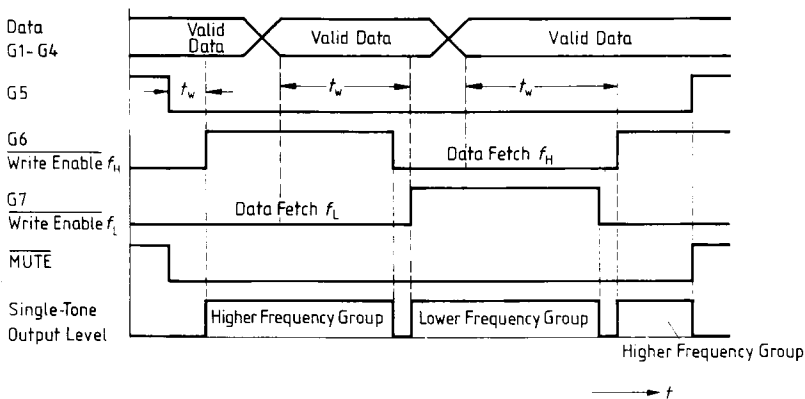 Data
G1-G4
Valid
Data
Valid Data
Valid Data
G5
tw
tw
tw
G6
Write Enable fH
Data Fetch fH
G7
Write Enable fL
Data Fetch fL
MUTE
Single-Tone
Output Level
Higher Frequency Group
Lower Frequency Group
Higher Frequency Group
t